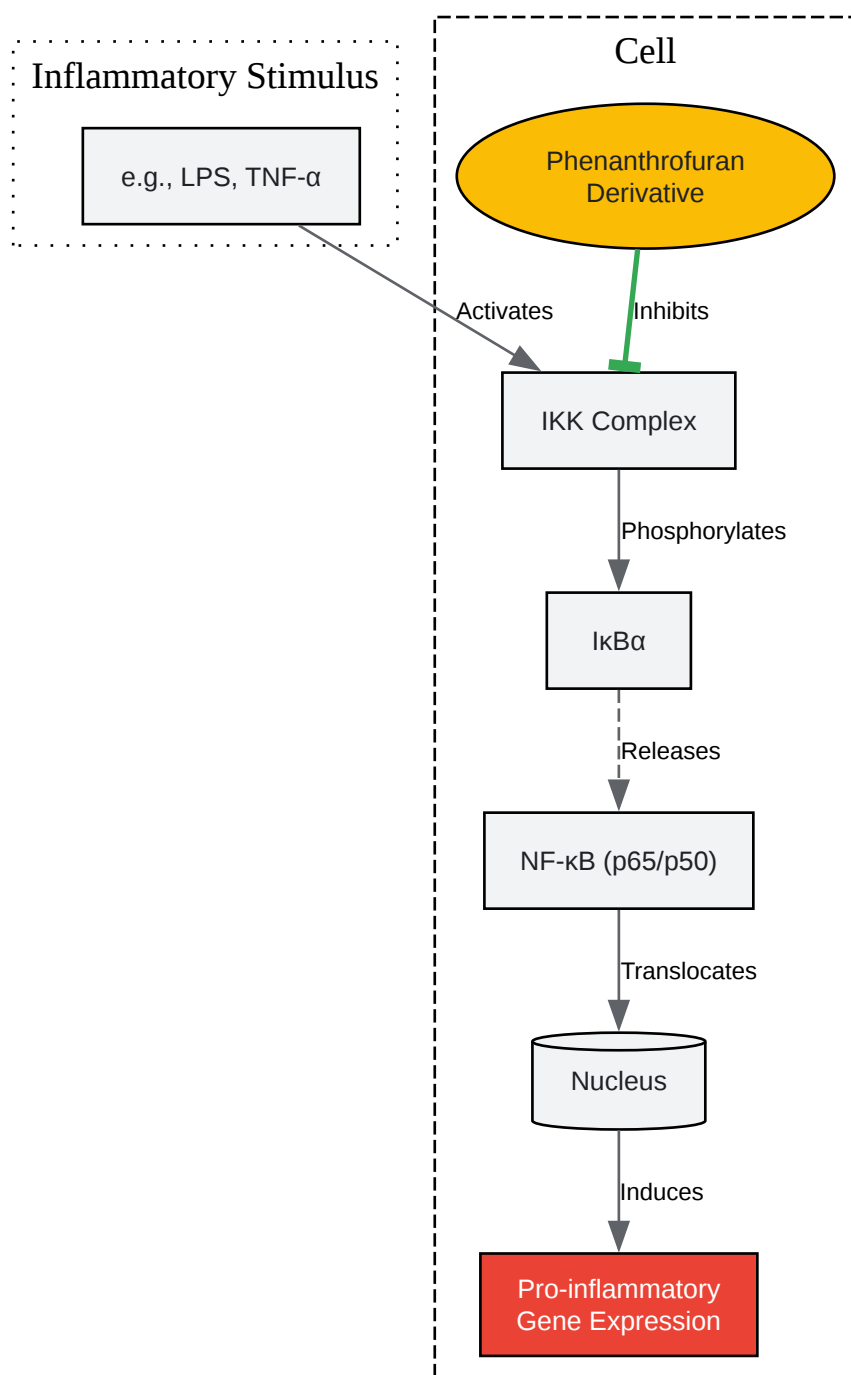 Inflammatory Stimulus
e.g., LPS, TNF-α
Cell
Phenanthrofuran
Derivative
Activates
Inhibits
IKK Complex
Phosphorylates
IκBα
Releases
NF-κB (p65/p50)
Translocates
Nucleus
Induces
Pro-inflammatory
Gene Expression